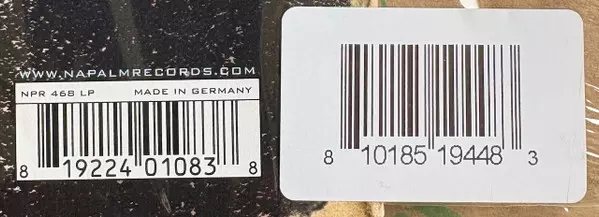 WWW.NAPALMRECORDS.COM
NPR 468 LP MADE IN GERMANY
8 19224 01083 8
8 10185 19448 3